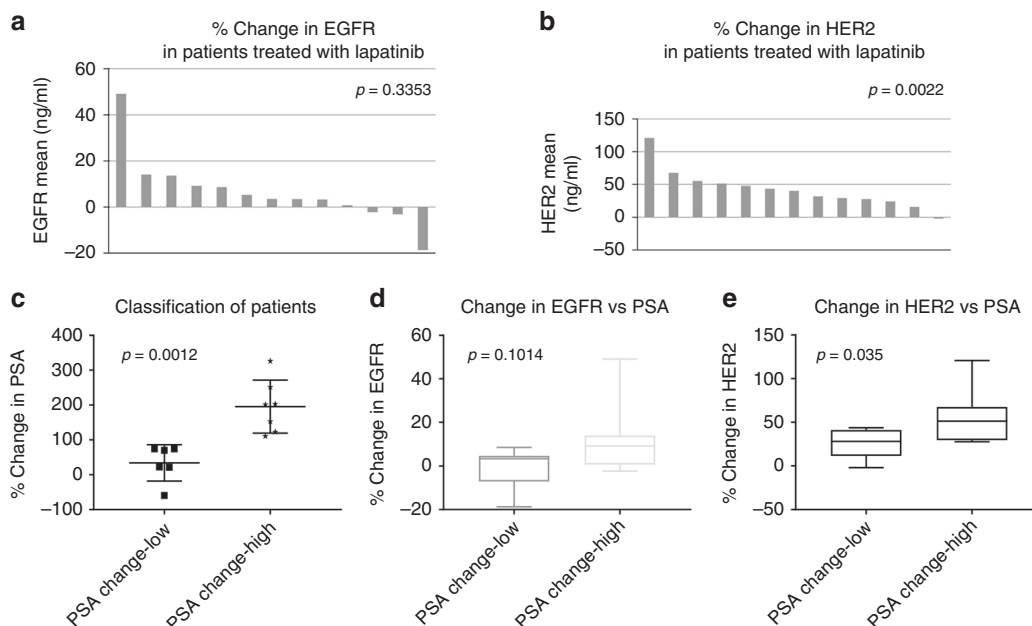 a
% Change in EGFR
in patients treated with lapatinib
p = 0.3353
EGFR mean (ng/ml)
60
40
20
0
–20
b
% Change in HER2
in patients treated with lapatinib
p = 0.0022
HER2 mean
(ng/ml)
150
100
50
0
–50
c
Classification of patients
p = 0.0012
% Change in PSA
400
300
200
100
0
–100
PSA change-low
PSA change-high
d
Change in EGFR vs PSA
p = 0.1014
% Change in EGFR
60
40
20
0
–20
PSA change-low
PSA change-high
e
Change in HER2 vs PSA
p = 0.035
% Change in HER2
150
100
50
0
–50
PSA change-low
PSA change-high